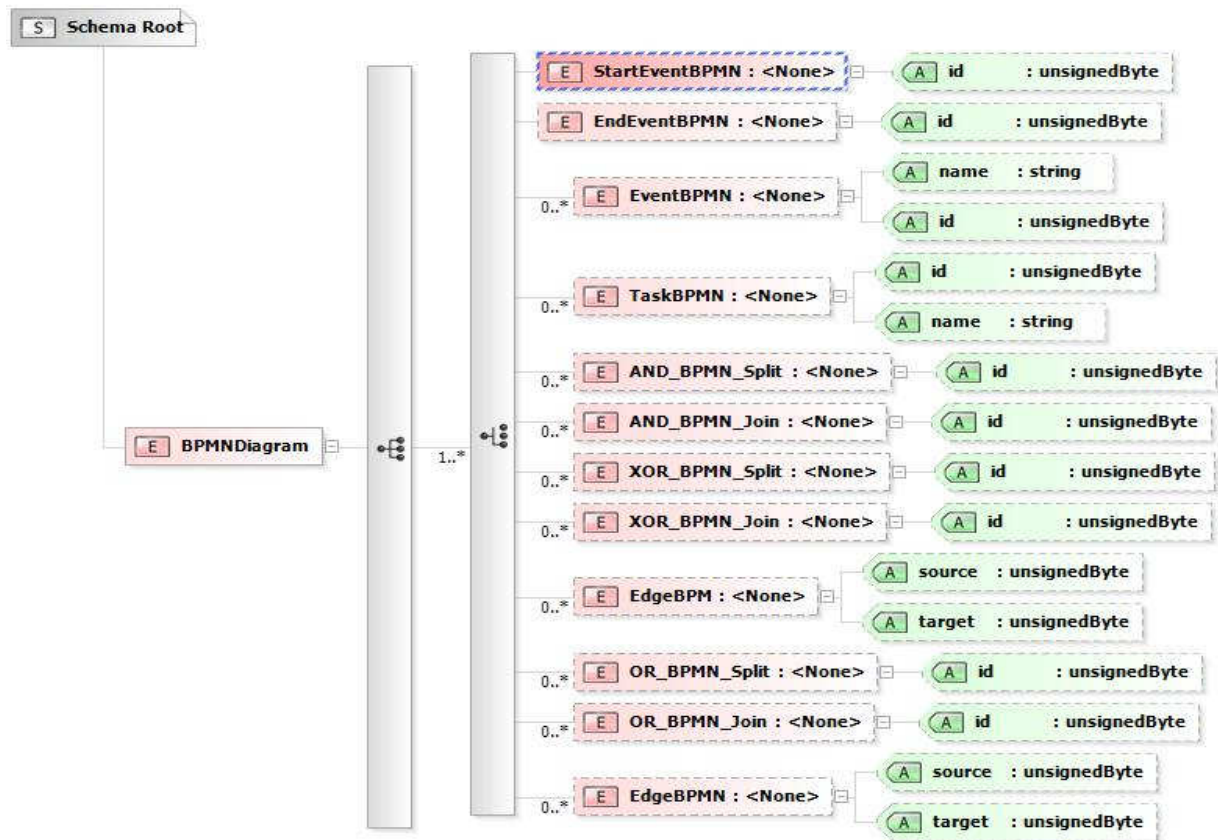 S Schema Root
E StartEventBPMN : <None> A id : unsignedByte
E EndEventBPMN : <None> A id : unsignedByte
A name : string
0..* E EventBPMN : <None>
A id : unsignedByte
A id : unsignedByte
0..* E TaskBPMN : <None>
A name : string
0..* E AND_BPMN_Split : <None> A id : unsignedByte
0..* E AND_BPMN_Join : <None> A id : unsignedByte
E BPMNDiagram 1..*
0..* E XOR_BPMN_Split : <None> A id : unsignedByte
0..* E XOR_BPMN_Join : <None> A id : unsignedByte
A source : unsignedByte
0..* E EdgeBPM : <None>
A target : unsignedByte
0..* E OR_BPMN_Split : <None> A id : unsignedByte
0..* E OR_BPMN_Join : <None> A id : unsignedByte
A source : unsignedByte
0..* E EdgeBPMN : <None>
A target : unsignedByte